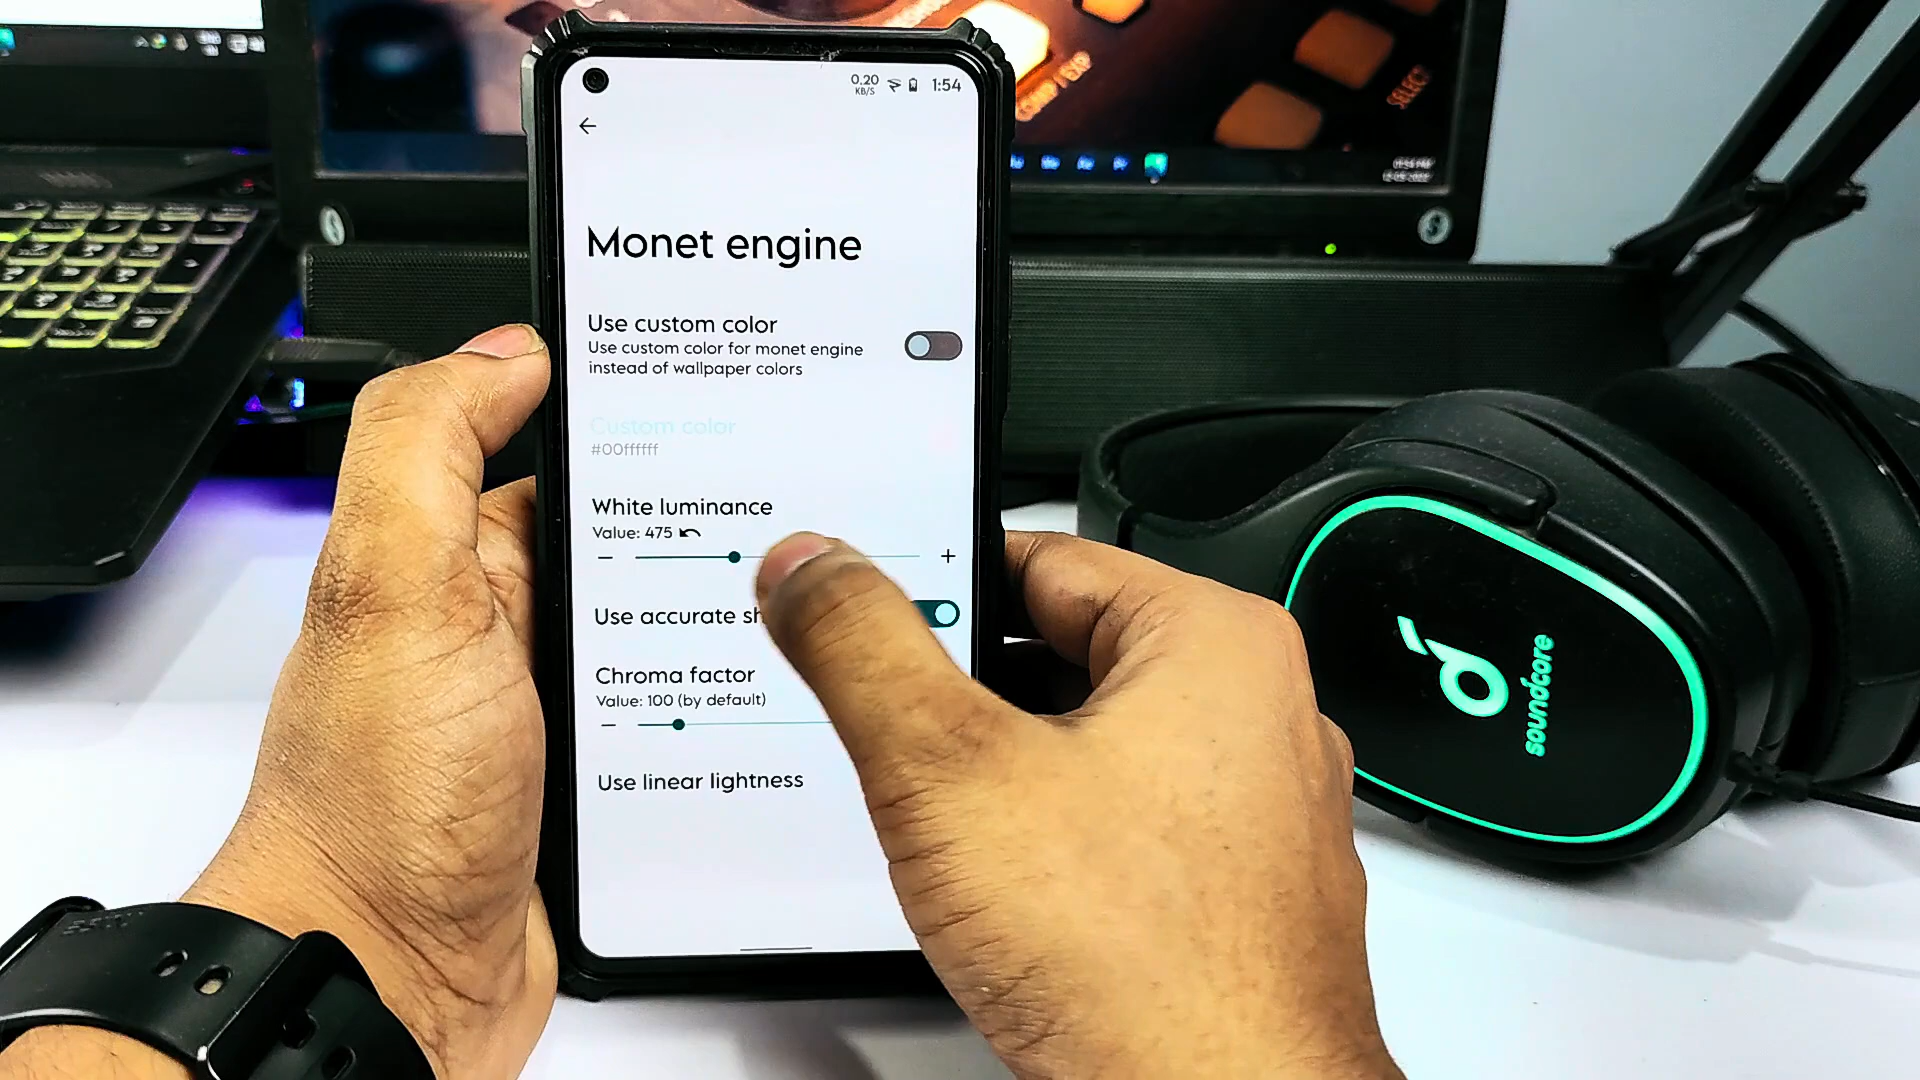 0.20
KB/S
1:54
Monet engine
Use custom color
Use custom color for monet engine
instead of wallpaper colors
Custom color
#00ffffff
White luminance
Value: 475
Use accurate sh
Chroma factor
Value: 100 (by default)
Use linear lightness
SELECT
soundcore